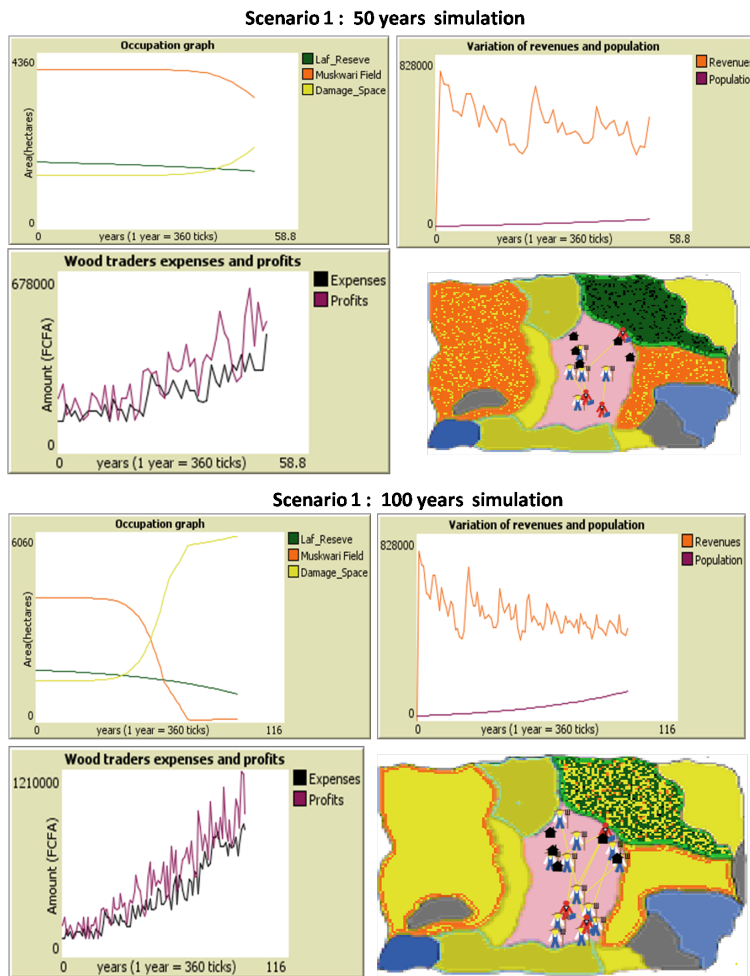 Scenario 1 : 50 years simulation
Occupation graph
4360
Area(hectares)
0
0
years (1 year = 360 ticks)
58.8
Laf_Reseve
Muskwari Field
Damage_Space
Variation of revenues and population
828000
0
0
years (1 year = 360 ticks)
58.8
Revenues
Population
Wood traders expenses and profits
678000
Amount (FCFA)
0
0
years (1 year = 360 ticks)
58.8
Expenses
Profits
Scenario 1 : 100 years simulation
Occupation graph
6060
Area(hectares)
0
0
years (1 year = 360 ticks)
116
Laf_Reseve
Muskwari Field
Damage_Space
Variation of revenues and population
828000
0
0
years (1 year = 360 ticks)
116
Revenues
Population
Wood traders expenses and profits
1210000
Amount (FCFA)
0
0
years (1 year = 360 ticks)
116
Expenses
Profits